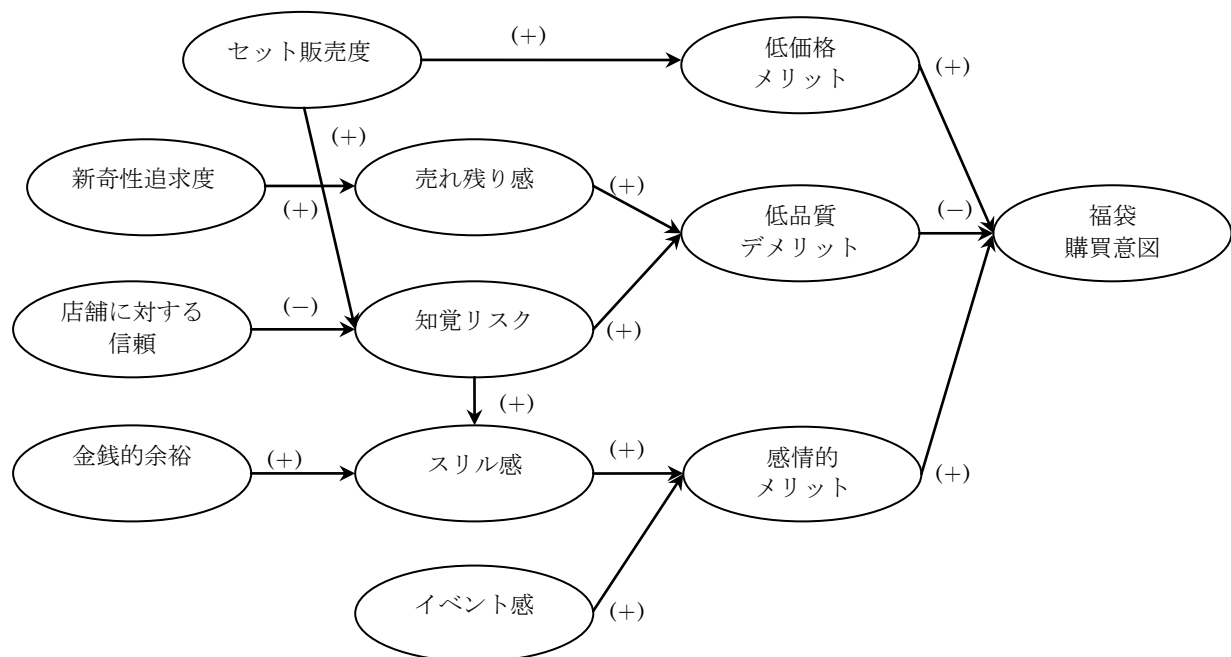 セット販売度
(+)
低価格
メリット
(+)
(+)
新奇性追求度
(+)
売れ残り感
(+)
低品質
デメリット
(−)
福袋
購買意図
店舗に対する
信頼
(−)
知覚リスク
(+)
(+)
金銭的余裕
(+)
スリル感
(+)
感情的
メリット
(+)
イベント感
(+)